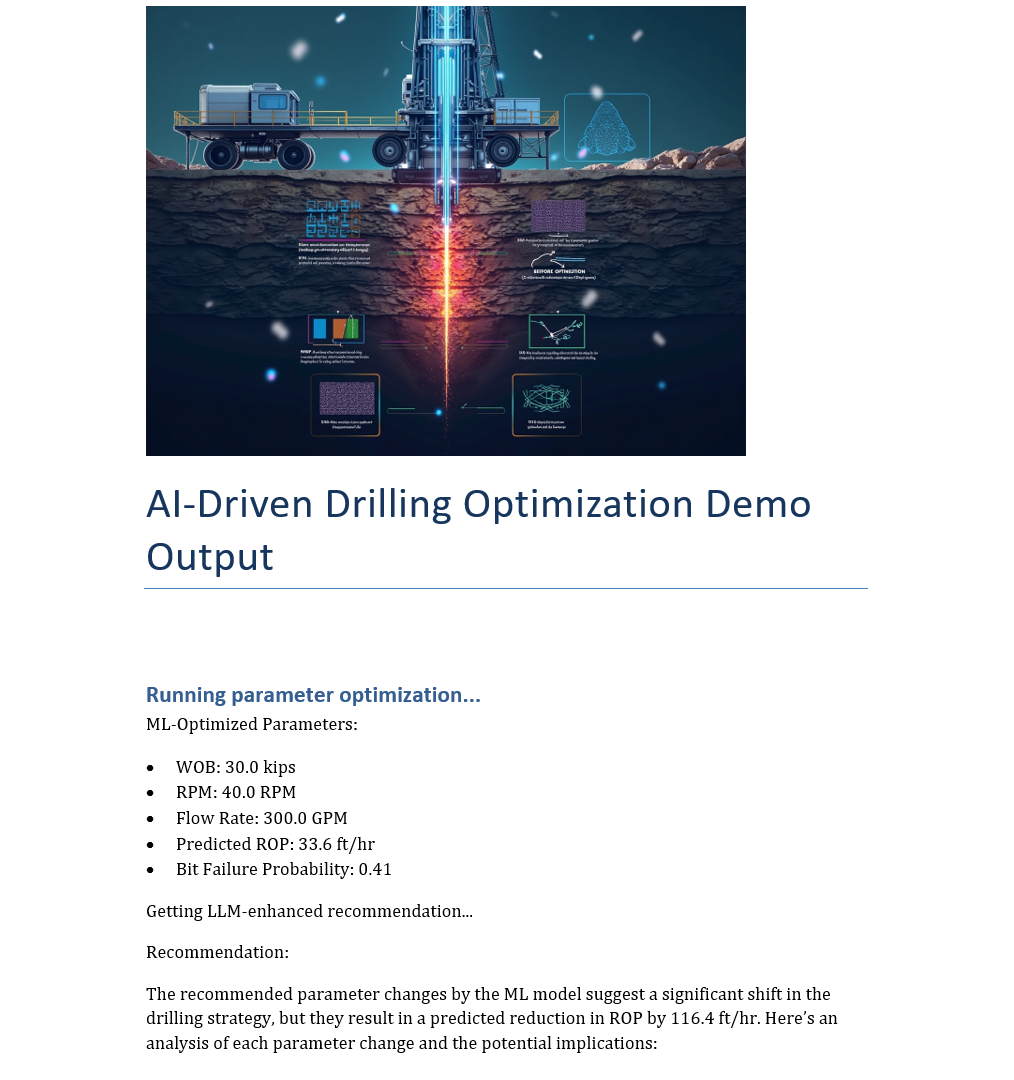 BEFFORE OPTIMIZTION
AI-Driven Drilling Optimization Demo
Output
Running parameter optimization...
ML-Optimized Parameters:
• WOB: 30.0 kips
• RPM: 40.0 RPM
• Flow Rate: 300.0 GPM
• Predicted ROP: 33.6 ft/hr
• Bit Failure Probability: 0.41
Getting LLM-enhanced recommendation...
Recommendation:
The recommended parameter changes by the ML model suggest a significant shift in the
drilling strategy, but they result in a predicted reduction in ROP by 116.4 ft/hr. Here’s an
analysis of each parameter change and the potential implications: